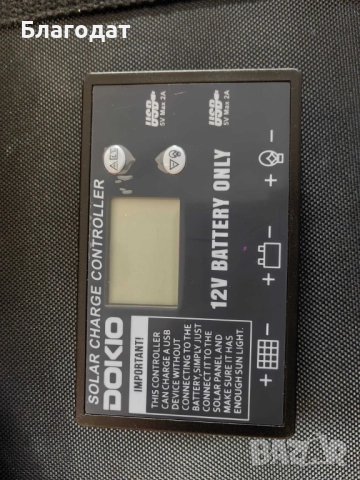 Благодат
SOLAR CHARGE CONTROLLER
DOKIO
USB
5V Max 2A
USB
5V Max 2A
12V BATTERY ONLY
IMPORTANT!
THIS CONTROLLER
CAN CHARGE A USB
DEVICE WITHOUT
CONNECTING TO THE
BATTERY,SIMPLY JUST
CONNECT IT TO THE
SOLAR PANEL AND
MAKE SURE IT HAS
ENOUGH SUN LIGHT.
+ -
+ -
+ -
BAZAR